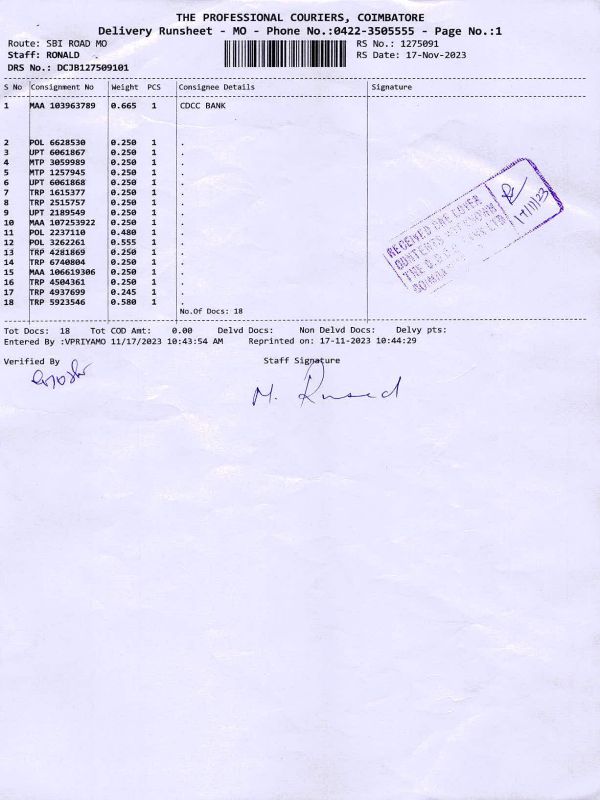 THE PROFESSIONAL COURIERS, COIMBATORE
Delivery Runsheet - MO - Phone No.:0422-3505555 - Page No.:1
Route: SBI ROAD MO RS No.: 1275091
Staff: RONALD RS Date: 17-Nov-2023
DRS No.: DCJB127509101
S No Consignment No Weight PCS Consignee Details Signature
1 MAA 103963789 0.665 1 CDCC BANK
2 POL 6628530 0.250 1 .
3 UPT 6061867 0.250 1 .
4 MTP 3059989 0.250 1 .
5 MTP 1257945 0.250 1 .
6 UPT 6061868 0.250 1 .
7 TRP 1615377 0.250 1 .
8 TRP 2515757 0.250 1 .
9 UPT 2189549 0.250 1 .
10 MAA 107253922 0.250 1 .
11 POL 2237110 0.480 1 .
12 POL 3262261 0.555 1 .
13 TRP 4281869 0.250 1 .
14 TRP 6740804 0.250 1 .
15 MAA 106619306 0.250 1 .
16 TRP 4504361 0.250 1 .
17 TRP 4937699 0.245 1 .
18 TRP 5923546 0.580 1 .
No.Of Docs: 18
RECEIVED ONE COVER
CONTENTS
THE LTD
17/11/23
Tot Docs: 18 Tot COD Amt: 0.00 Delvd Docs: Non Delvd Docs: Delvy pts:
Entered By :VPRIYAMO 11/17/2023 10:43:54 AM Reprinted on: 17-11-2023 10:44:29
Verified By Staff Signature
M.